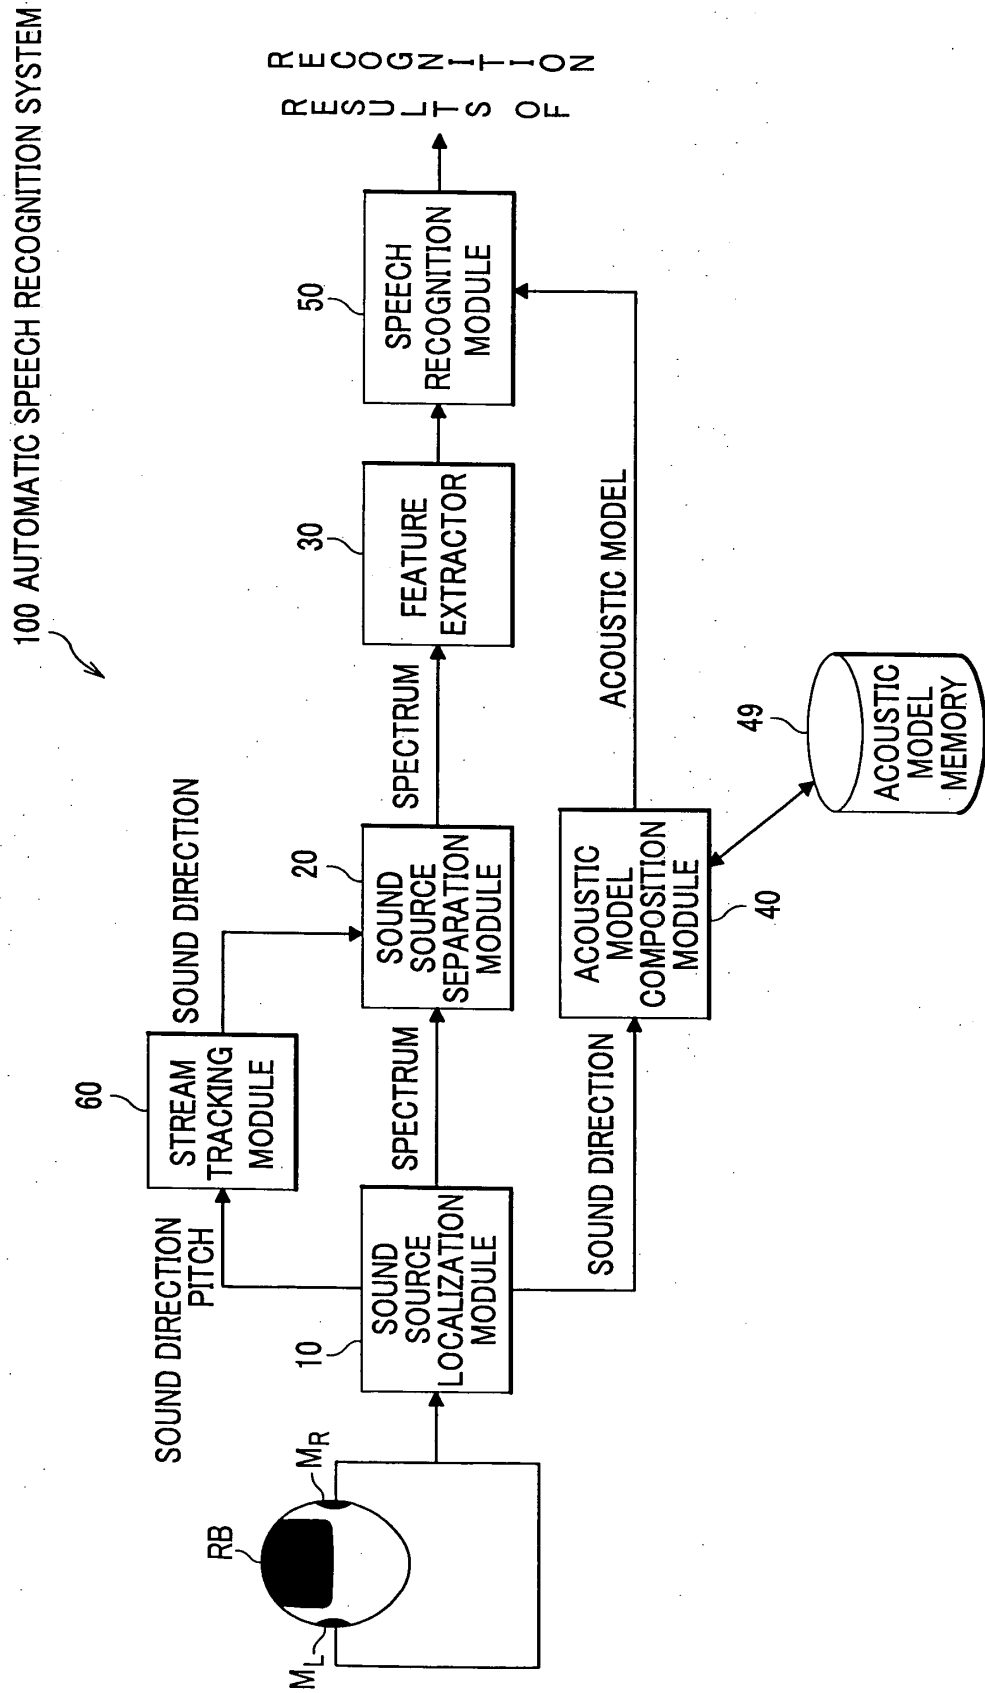 100 AUTOMATIC SPEECH RECOGNITION SYSTEM
RB
M_L
M_R
10
SOUND
SOURCE
LOCALIZATION
MODULE
SOUND DIRECTION
PITCH
60
STREAM
TRACKING
MODULE
SOUND DIRECTION
SPECTRUM
20
SOUND
SOURCE
SEPARATION
MODULE
SPECTRUM
30
FEATURE
EXTRACTOR
50
SPEECH
RECOGNITION
MODULE
RECOGNITION
RESULTS OF
SOUND DIRECTION
ACOUSTIC
MODEL
COMPOSITION
MODULE
40
ACOUSTIC MODEL
49
ACOUSTIC
MODEL
MEMORY